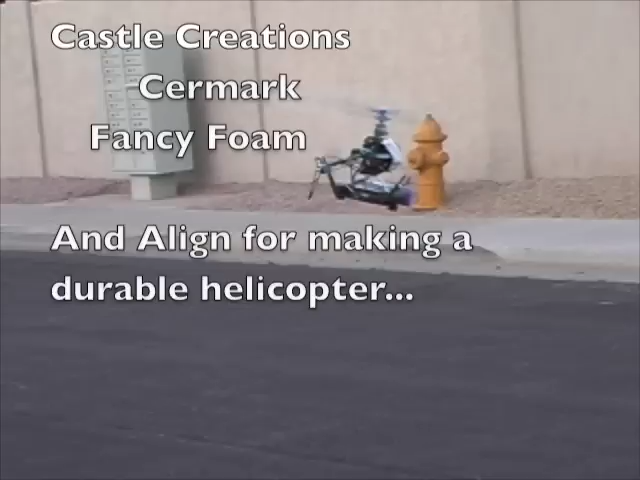 Castle Creations
Cermark
Fancy Foam
And Align for making a
durable helicopter...